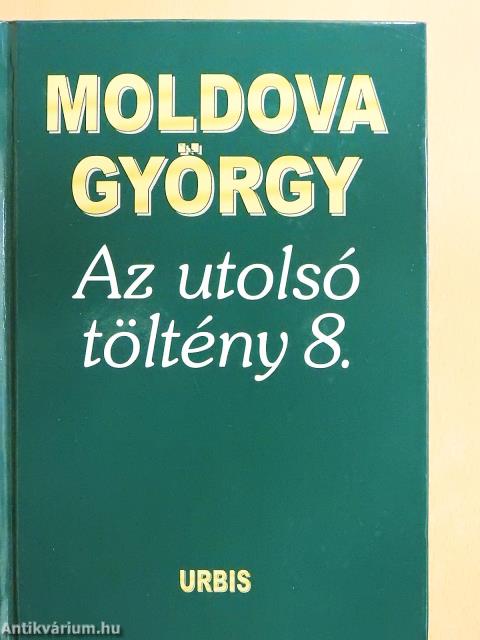 MOLDOVA
GYÖRGY
Az utolsó
töltény 8.
URBIS
Antikvárium.hu